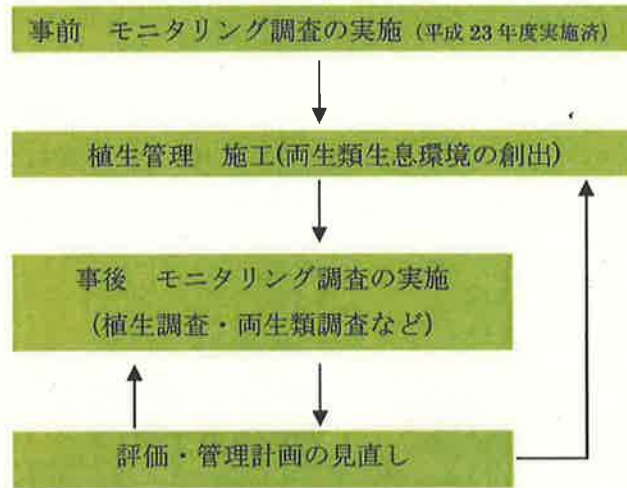 事前　モニタリング調査の実施（平成 23 年度実施済）
植生管理　施工(両生類生息環境の創出)
事後　モニタリング調査の実施
(植生調査・両生類調査など)
評価・管理計画の見直し